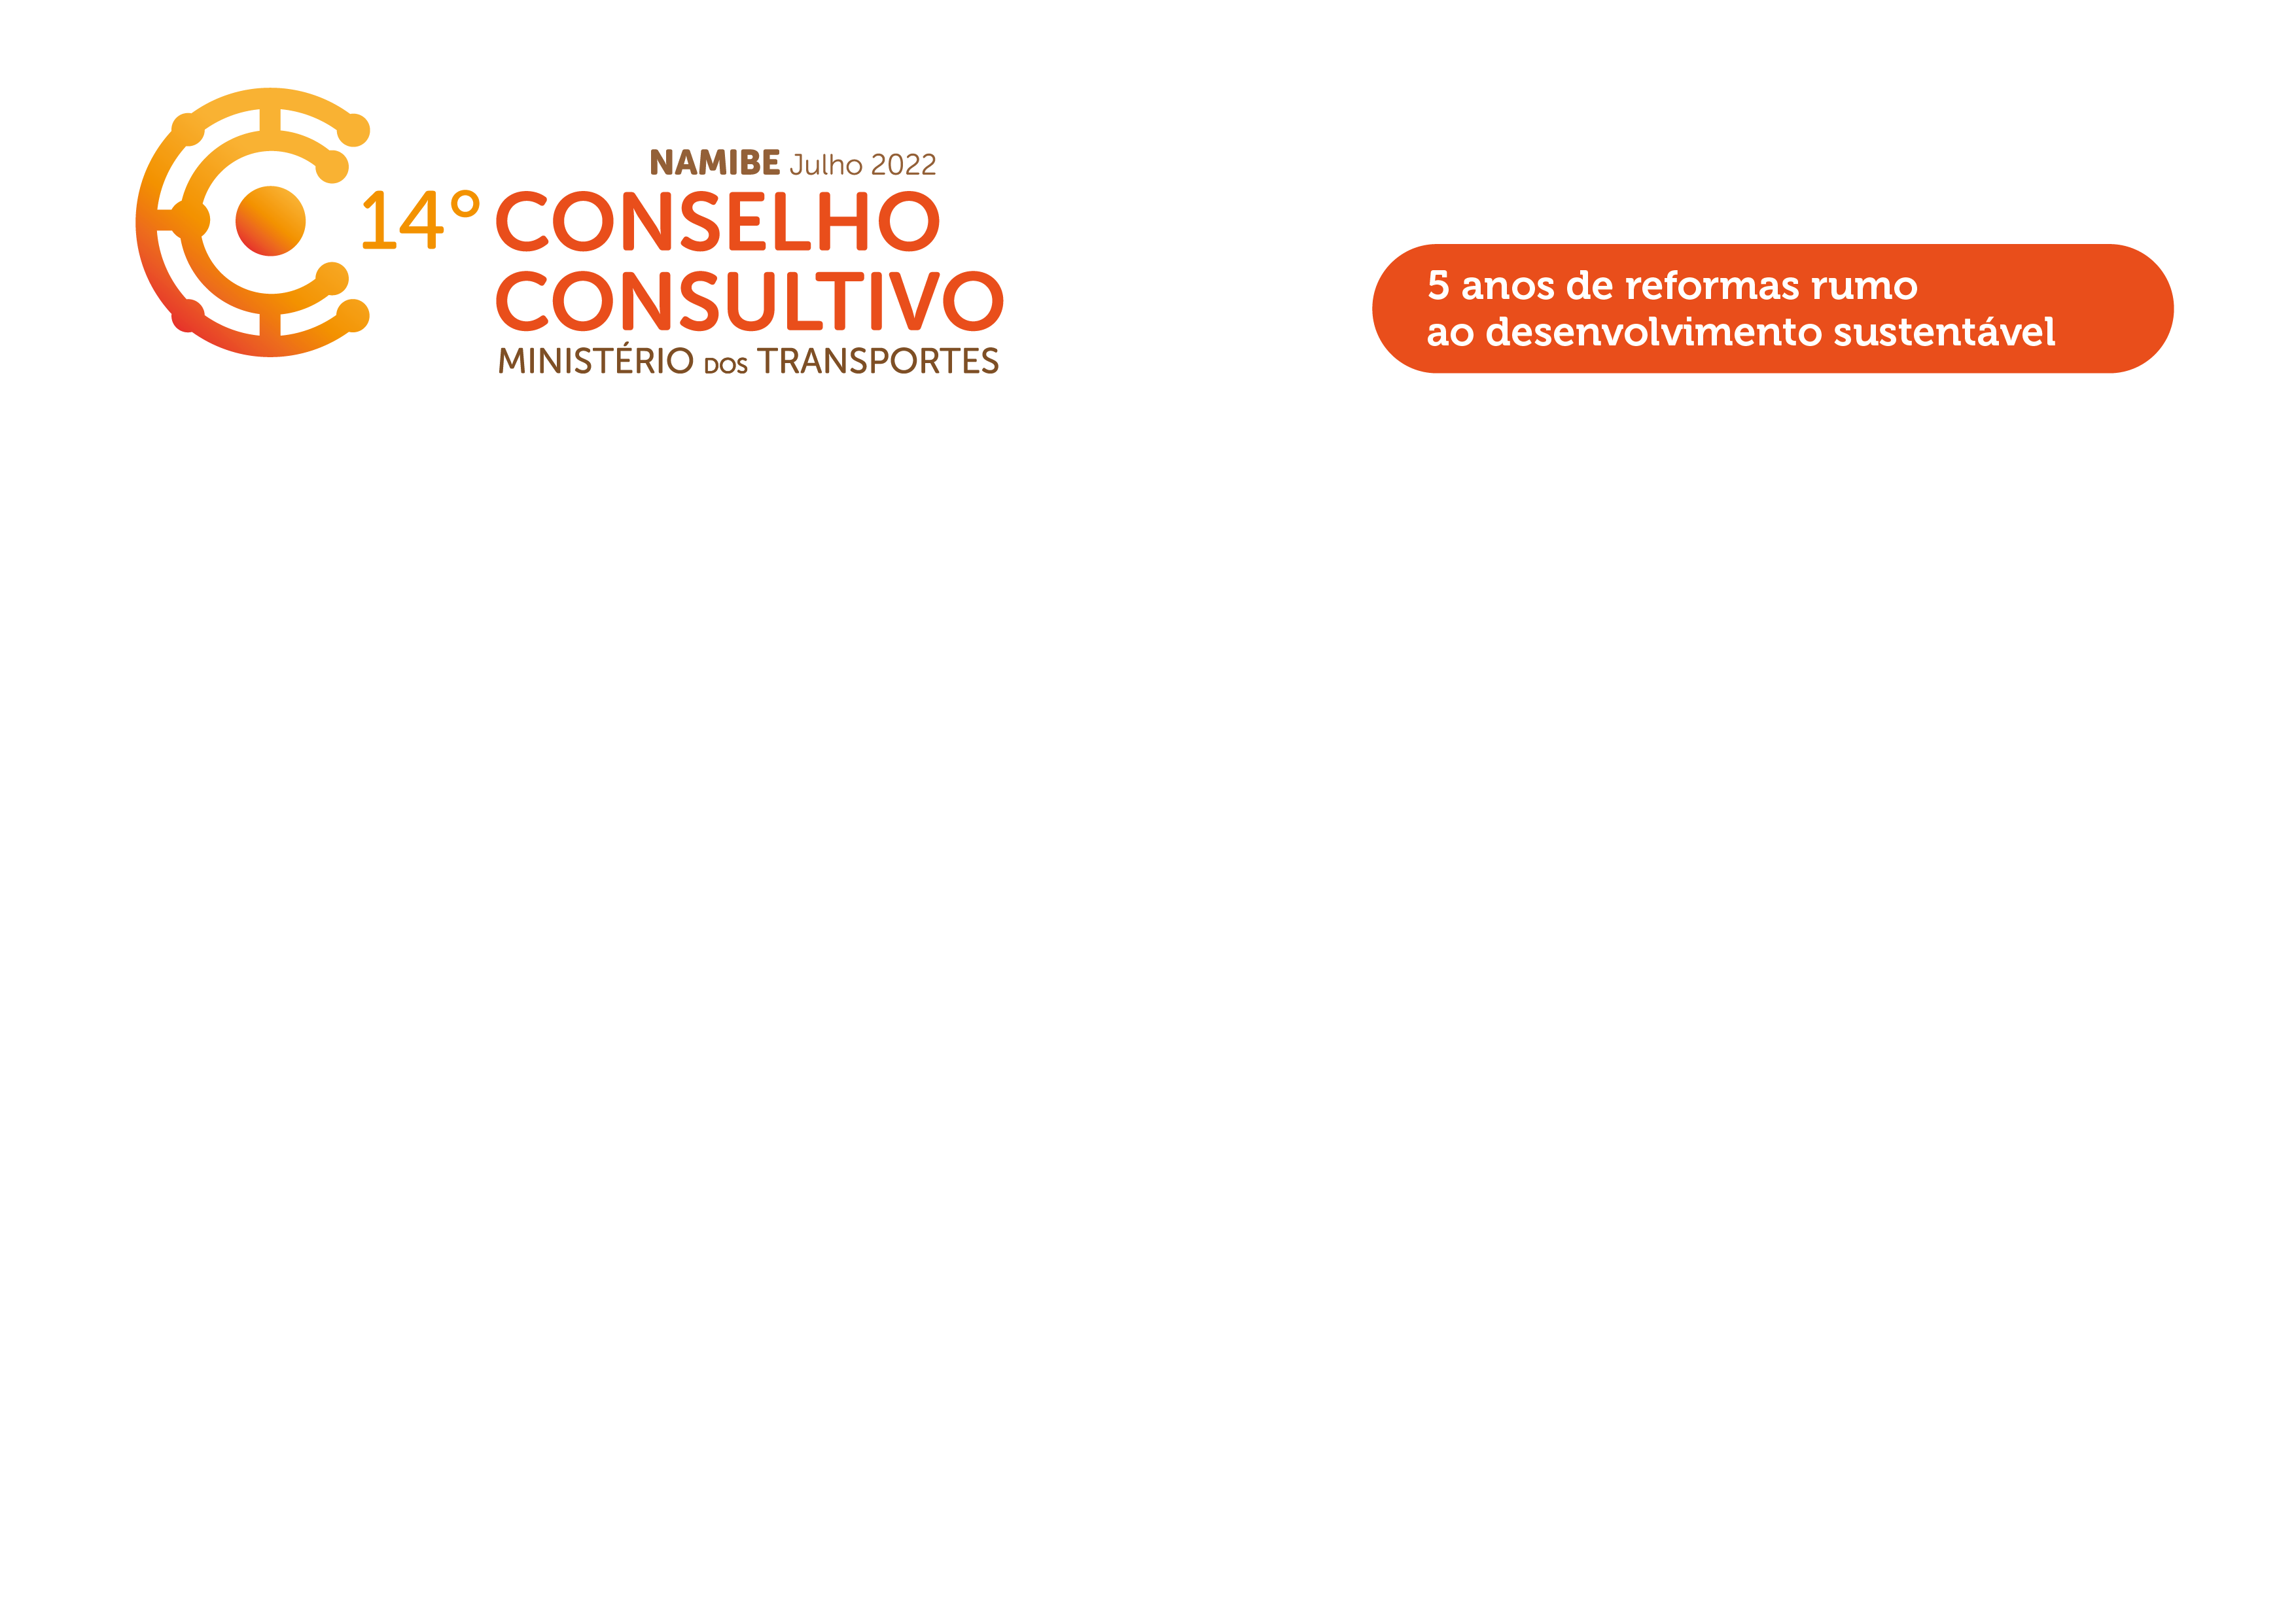 NAMIBE Julho 2022
14° CONSELHO
CONSULTIVO
MINISTÉRIO DOS TRANSPORTES
5 anos de reformas rumo
ao desenvolvimento sustentável